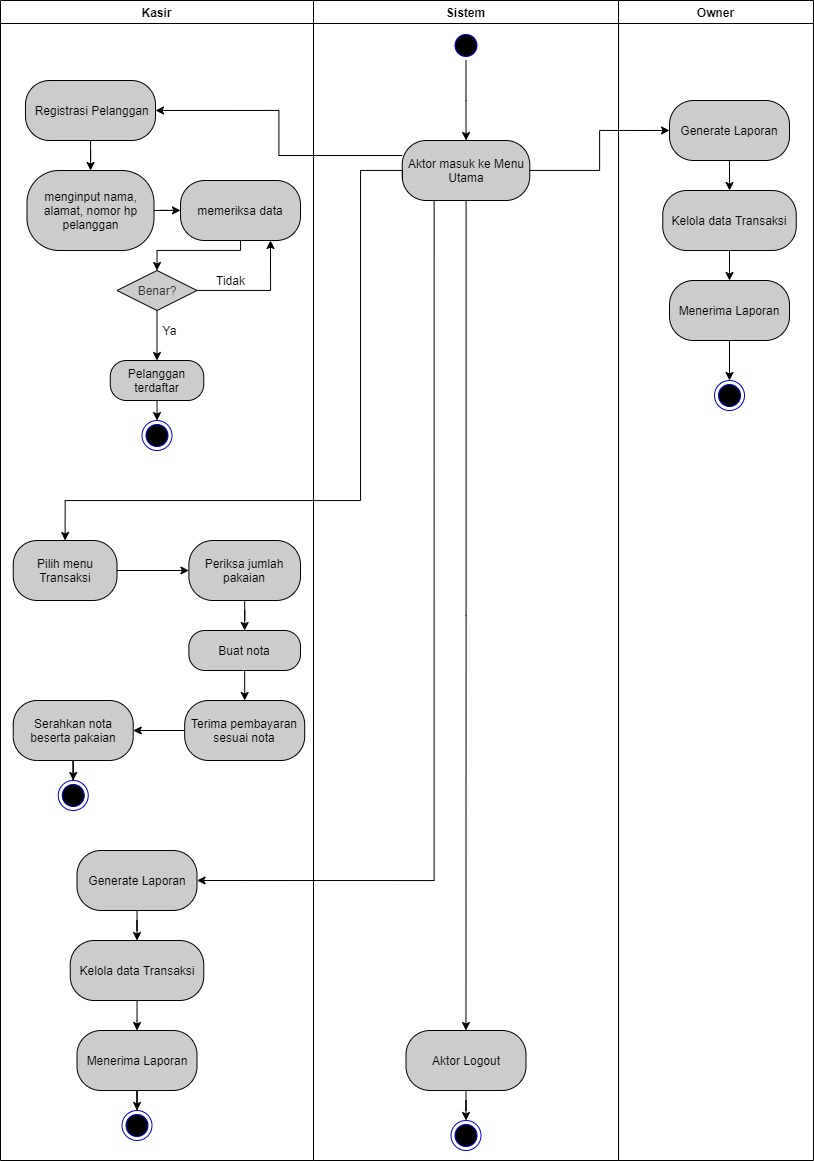 Kasir
Sistem
Owner
Registrasi Pelanggan
menginput nama,
alamat, nomor hp
pelanggan
memeriksa data
Benar?
Tidak
Ya
Pelanggan
terdaftar
Aktor masuk ke Menu
Utama
Generate Laporan
Kelola data Transaksi
Menerima Laporan
Pilih menu
Transaksi
Periksa jumlah
pakaian
Buat nota
Terima pembayaran
sesuai nota
Serahkan nota
beserta pakaian
Generate Laporan
Kelola data Transaksi
Menerima Laporan
Aktor Logout